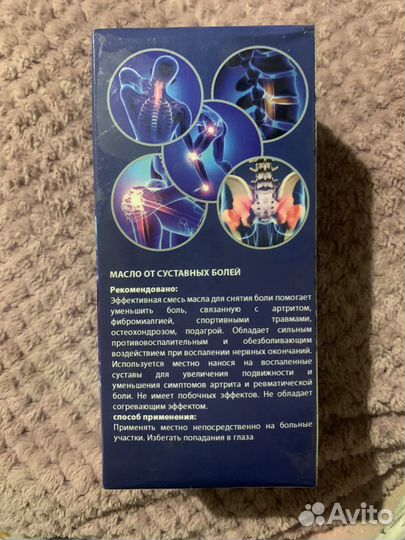 МАСЛО ОТ СУСТАВНЫХ БОЛЕЙ
Рекомендовано:
Эффективная смесь масла для снятия боли помогает
уменьшить боль, связанную с артритом,
фибромиалгией, спортивными травмами,
остеохондрозом, подагрой. Обладает сильным
противовоспалительным и обезболивающим
воздействием при воспалении нервных окончаний.
Используется местно нанося на воспаленные
суставы для увеличения подвижности и
уменьшения симптомов артрита и ревматической
боли. Не имеет побочных эффектов. Не обладает
согревающим эффектом.
способ применения:
Применять местно непосредственно на больные
участки. Избегать попадания в глаза
Avito